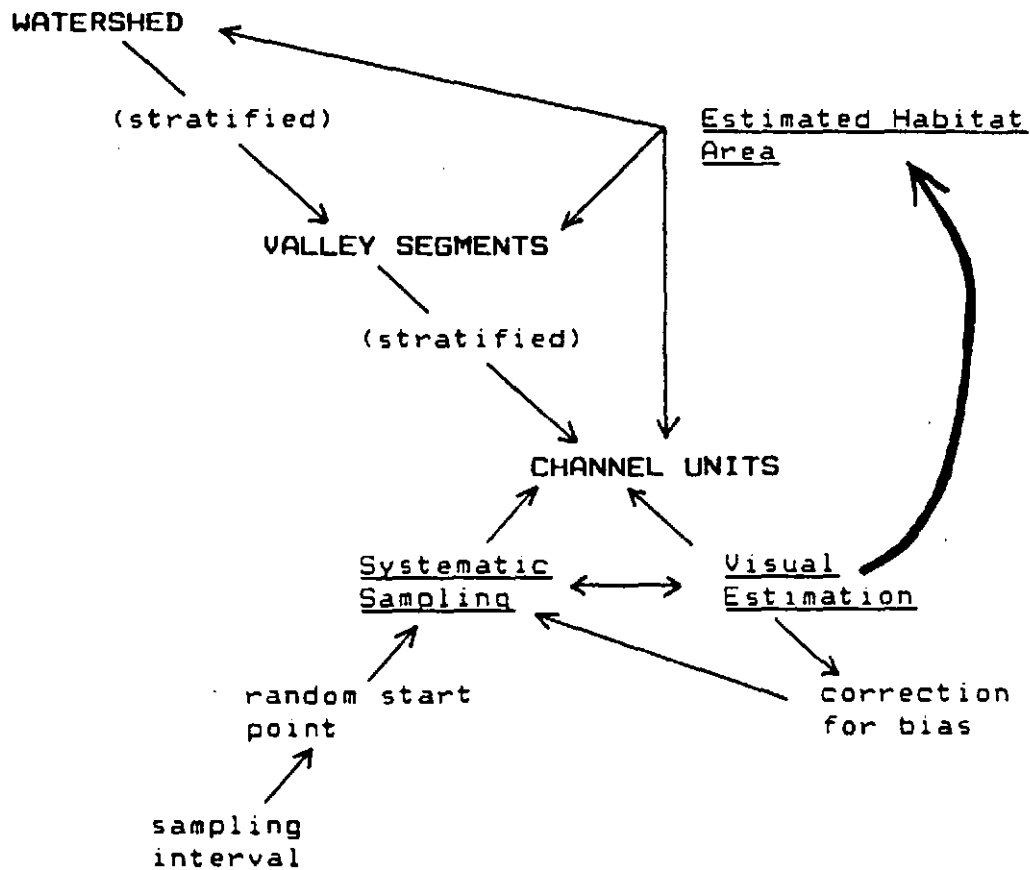 WATERSHED
(stratified)
Estimated Habitat
Area
VALLEY SEGMENTS
(stratified)
CHANNEL UNITS
Systematic
Sampling
Visual
Estimation
random start
point
correction
for bias
sampling
interval